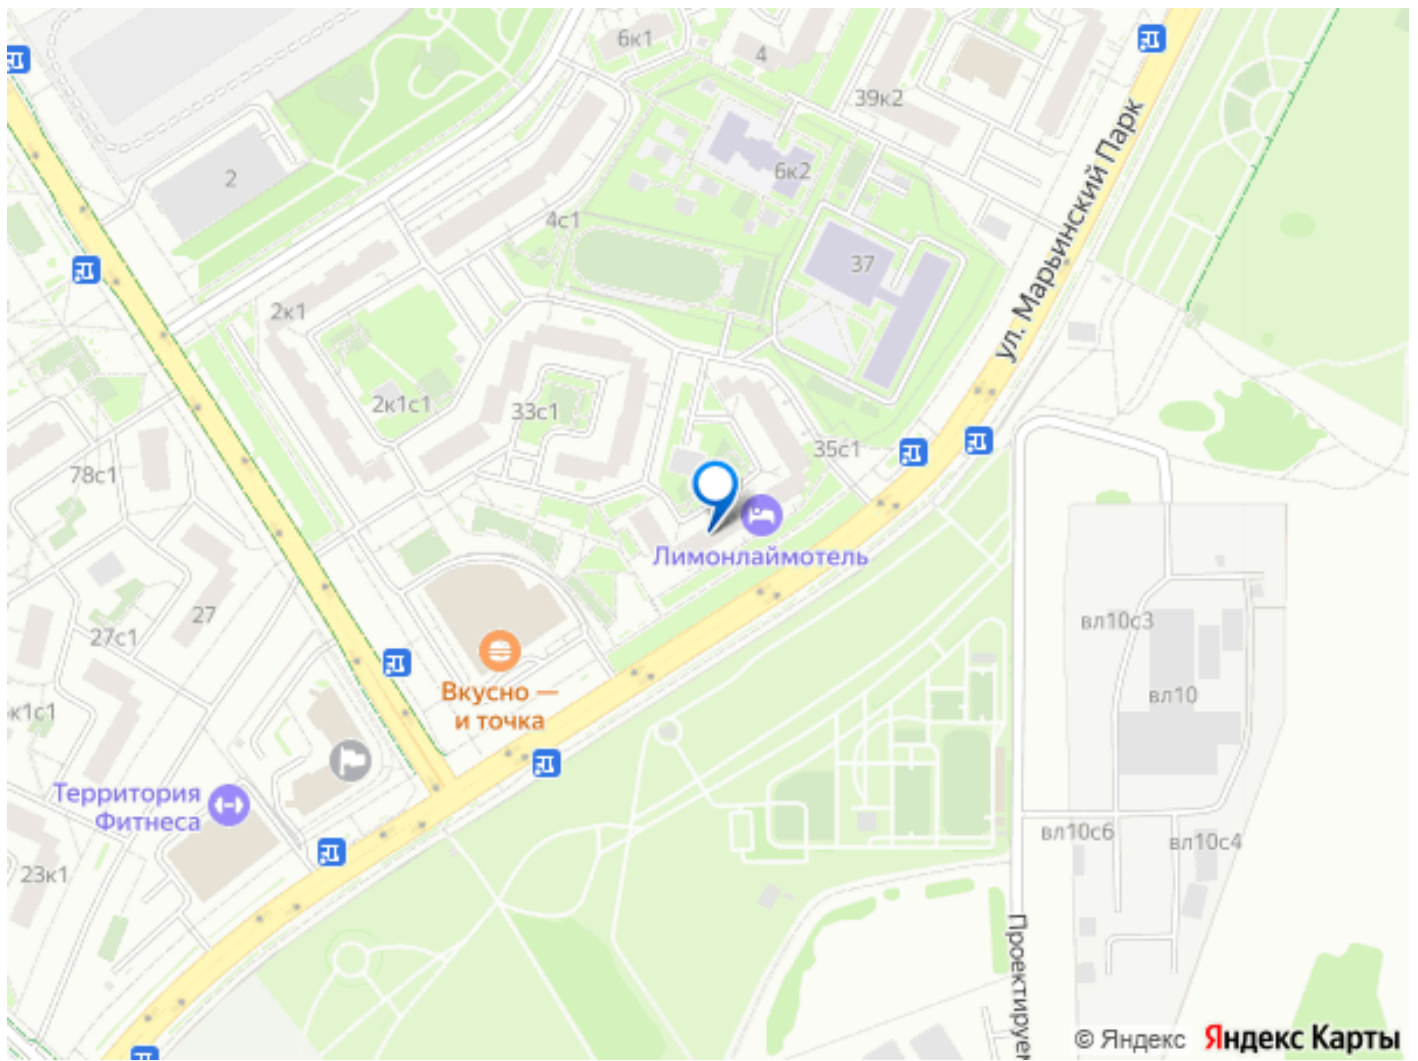 6к1
4
39к2
ул. Марьинский Парк
2
6к2
4с1
37
2к1
2к1с1
33с1
35с1
78с1
Лимонлаймотель
27
27с1
вл10с3
Вкусно —
и точка
вл10
к1с1
Территория
Фитнеса
вл10с6
вл10с4
23к1
Проектируем
© Яндекс
Яндекс Карты